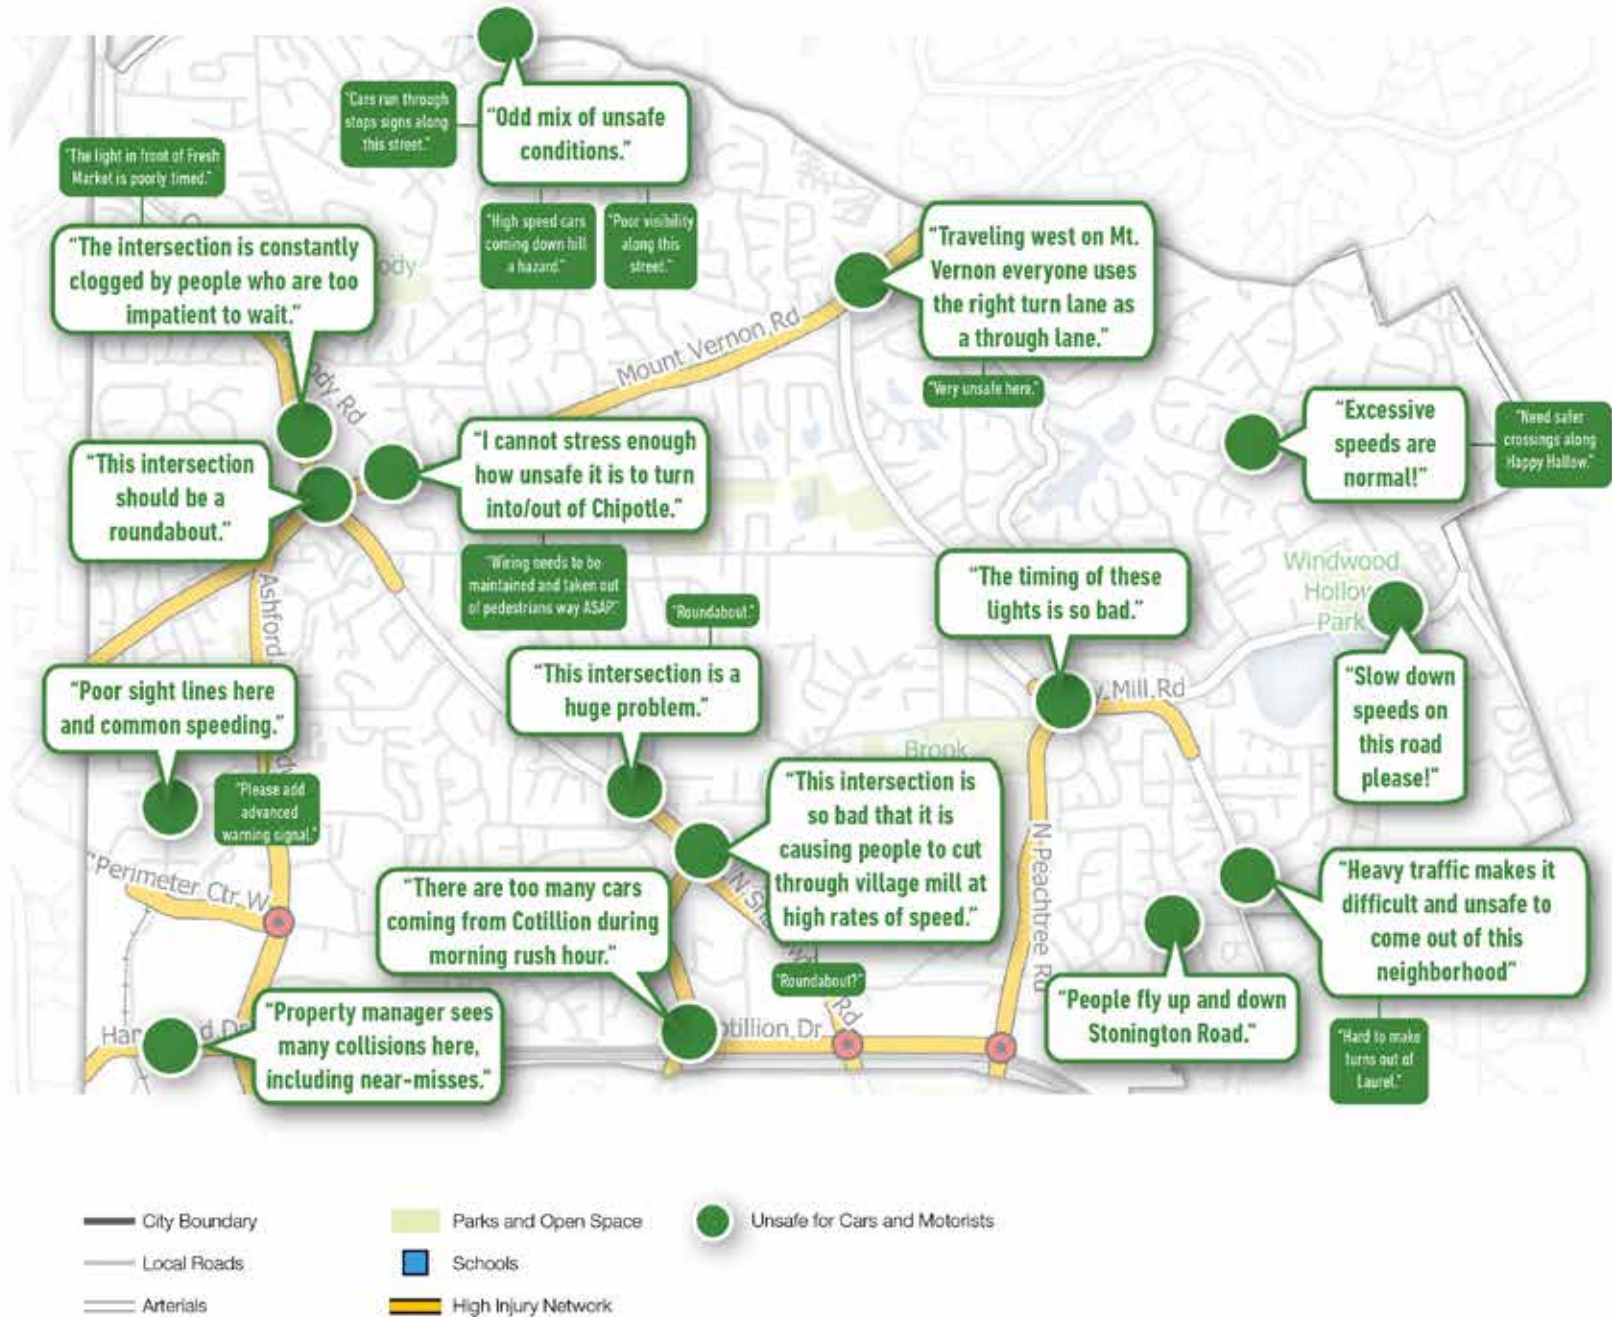 "Cars run through
stops signs along
this street."
"Odd mix of unsafe
conditions."
"The light in front of Fresh
Market is poorly timed."
"High speed cars
coming down hill
a hazard."
"Poor visibility
along this
street."
"The intersection is constantly
clogged by people who are too
impatient to wait."
ody
"Traveling west on Mt.
Vernon everyone uses
the right turn lane as
a through lane."
"Very unsafe here."
Mount Vernon Rd
ody Rd
"I cannot stress enough
how unsafe it is to turn
into/out of Chipotle."
"Excessive
speeds are
normal!"
"Need safer
crossings along
Happy Hallow."
"This intersection
should be a
roundabout."
"Wiring needs to be
maintained and taken out
of pedestrians way ASAP."
Ashford
"Roundabout."
"The timing of these
lights is so bad."
Windwood
Hollow
Park
"This intersection is a
huge problem."
"Poor sight lines here
and common speeding."
y Mill Rd
"Slow down
speeds on
this road
please!"
Brook
"Please add
advanced
warning signal."
dy
"This intersection is
so bad that it is
causing people to cut
through village mill at
high rates of speed."
N Peachtree Rd
Perimeter Ctr W
"There are too many cars
coming from Cotillion during
morning rush hour."
N Sha
w
Rd
"Heavy traffic makes it
difficult and unsafe to
come out of this
neighborhood"
"Roundabout?"
"People fly up and down
Stonington Road."
"Property manager sees
many collisions here,
including near-misses."
Ham
d Dr
otillion Dr
"Hard to make
turns out of
Laurel."
City Boundary
Parks and Open Space
Unsafe for Cars and Motorists
Local Roads
Schools
Arterials
High Injury Network